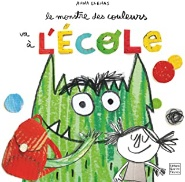 ANNA LLENAS
le monstre des couleurs
va à L'ÉCOLE